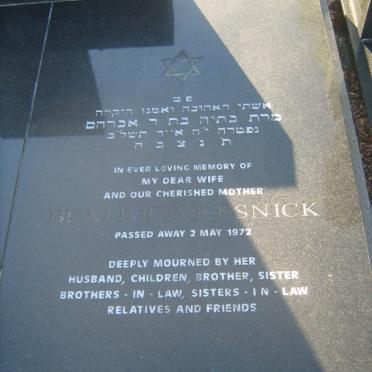 פ ט
אשתי האהובה ואמנו היקרה
מרת בתיה בת ר אברהם
נפטרה י"ח אייר תשל"ב
ת נ צ ב ה
IN EVER LOVING MEMORY OF
MY DEAR WIFE
AND OUR CHERISHED MOTHER
BEATRICE RESNICK
PASSED AWAY 2 MAY 1972
DEEPLY MOURNED BY HER
HUSBAND, CHILDREN, BROTHER, SISTER
BROTHERS - IN - LAW, SISTERS - IN - LAW
RELATIVES AND FRIENDS